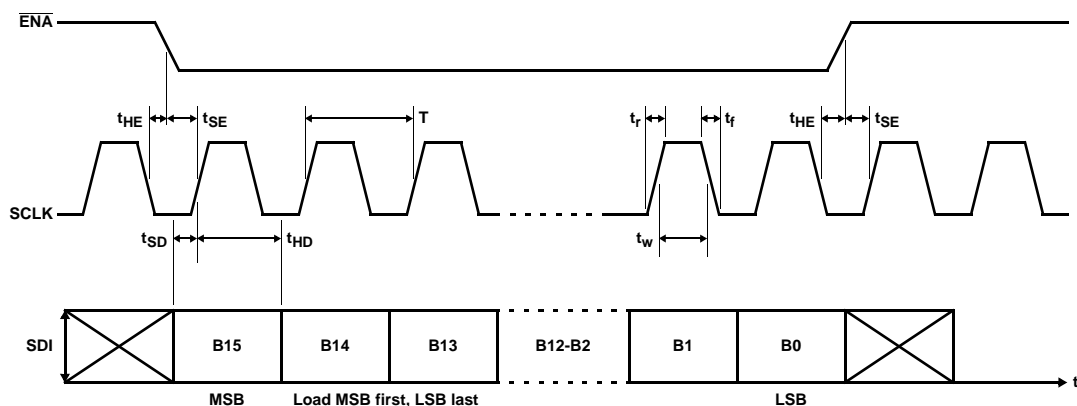 ENA
tHE
tSE
T
tr
tf
tHE
tSE
SCLK
tSD
tHD
tw
SDI
B15
B14
B13
B12-B2
B1
B0
t
MSB
Load MSB first, LSB last
LSB